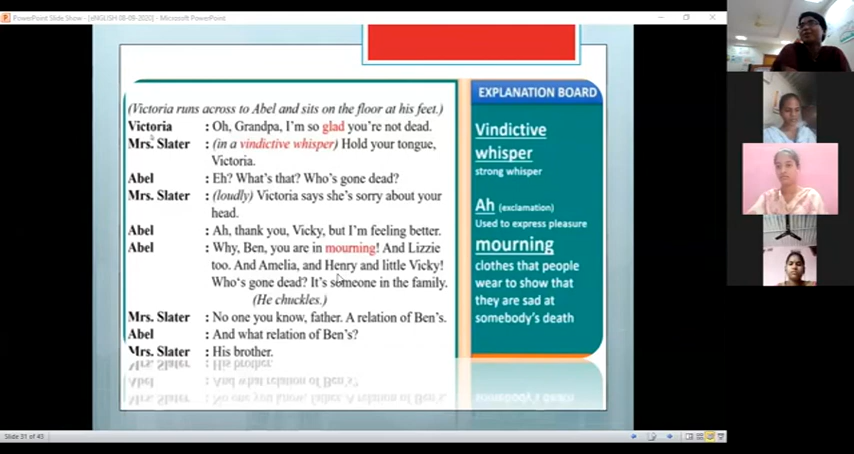 PowerPoint Slide Show - [eNGLISH 08-09-2020] - Microsoft PowerPoint
(Victoria runs across to Abel and sits on the floor at his feet.)
Victoria : Oh, Grandpa, I'm so glad you're not dead.
Mrs. Slater : (in a vindictive whisper) Hold your tongue,
Victoria.
Abel : Eh? What's that? Who's gone dead?
Mrs. Slater : (loudly) Victoria says she's sorry about your
head.
Abel : Ah, thank you, Vicky, but I'm feeling better.
Abel : Why, Ben, you are in mourning! And Lizzie
too. And Amelia, and Henry and little Vicky!
Who's gone dead? It's someone in the family.
(He chuckles.)
Mrs. Slater : No one you know, father. A relation of Ben's.
Abel : And what relation of Ben's?
Mrs. Slater : His brother.
EXPLANATION BOARD
Vindictive
whisper
strong whisper
Ah (exclamation)
Used to express pleasure
mourning
clothes that people
wear to show that
they are sad at
somebody's death
Slide 31 of 43